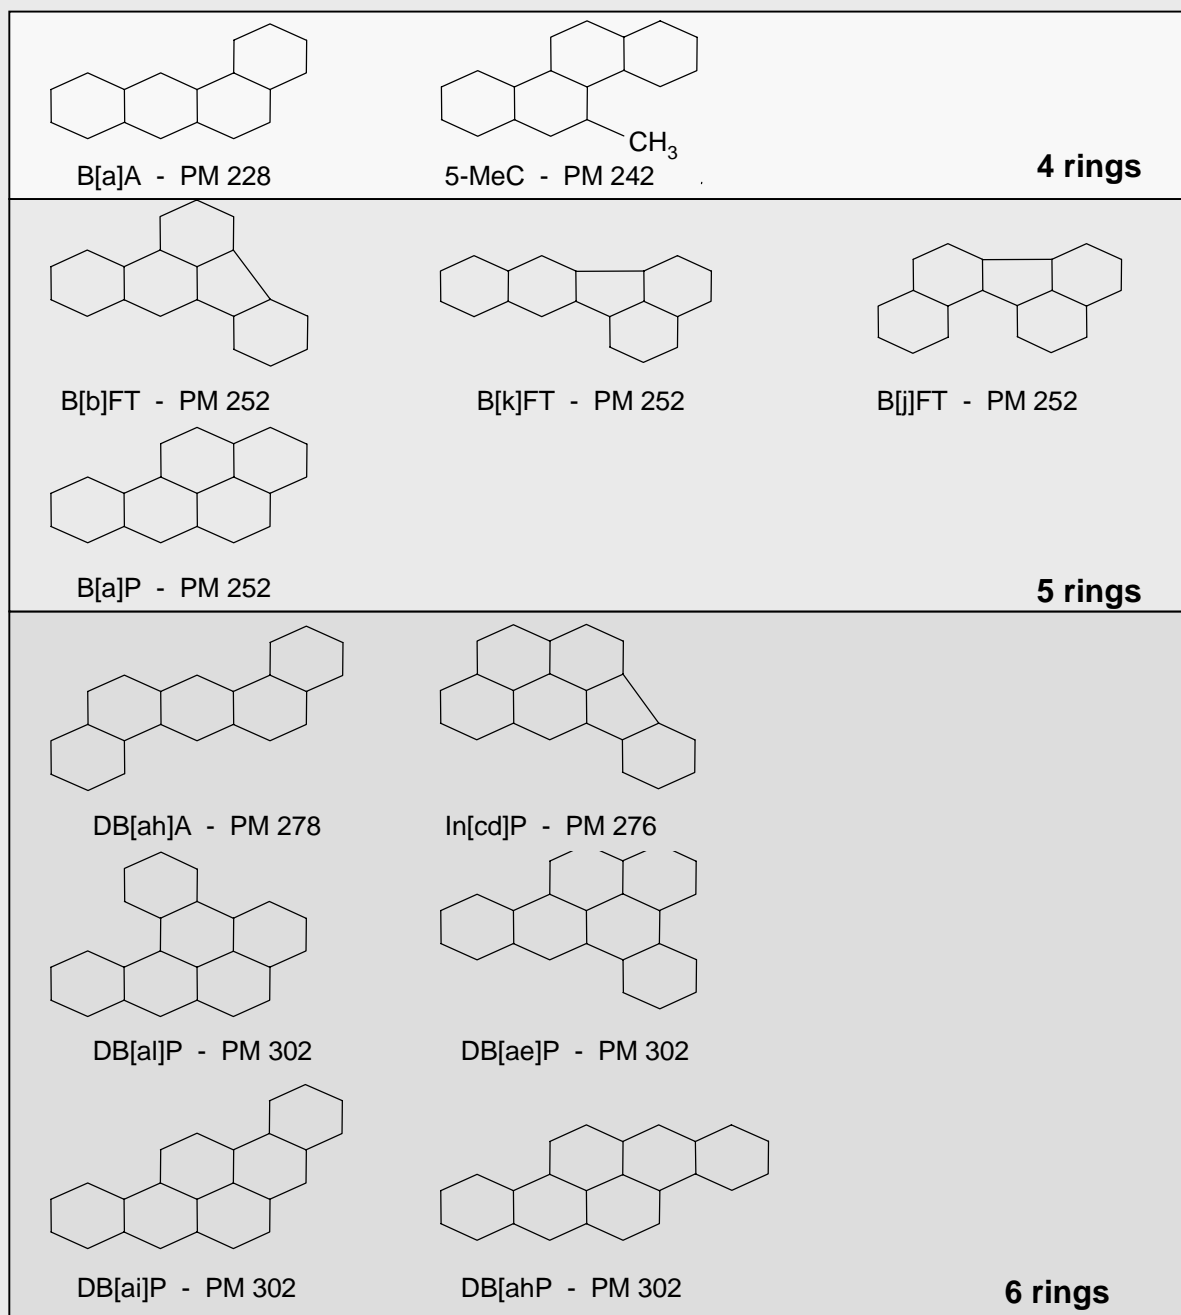 B[a]A - PM 228
5-MeC - PM 242
CH3
4 rings
B[b]FT - PM 252
B[k]FT - PM 252
B[j]FT - PM 252
B[a]P - PM 252
5 rings
DB[ah]A - PM 278
In[cd]P - PM 276
DB[al]P - PM 302
DB[ae]P - PM 302
DB[ai]P - PM 302
DB[ahP - PM 302
6 rings